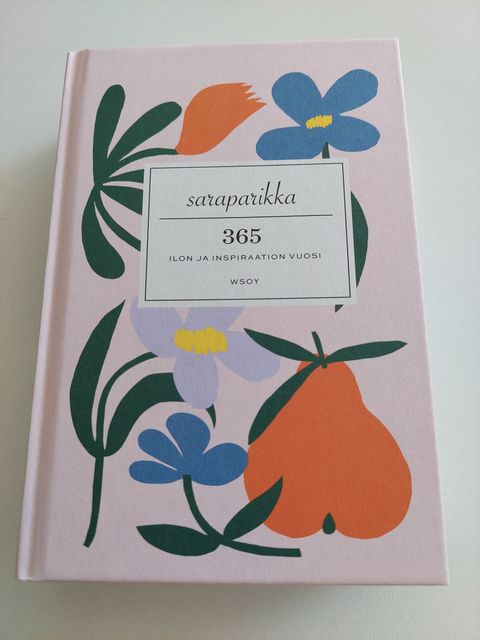 saraparikka
365
ILON JA INSPIRAATION VUOSI
WSOY